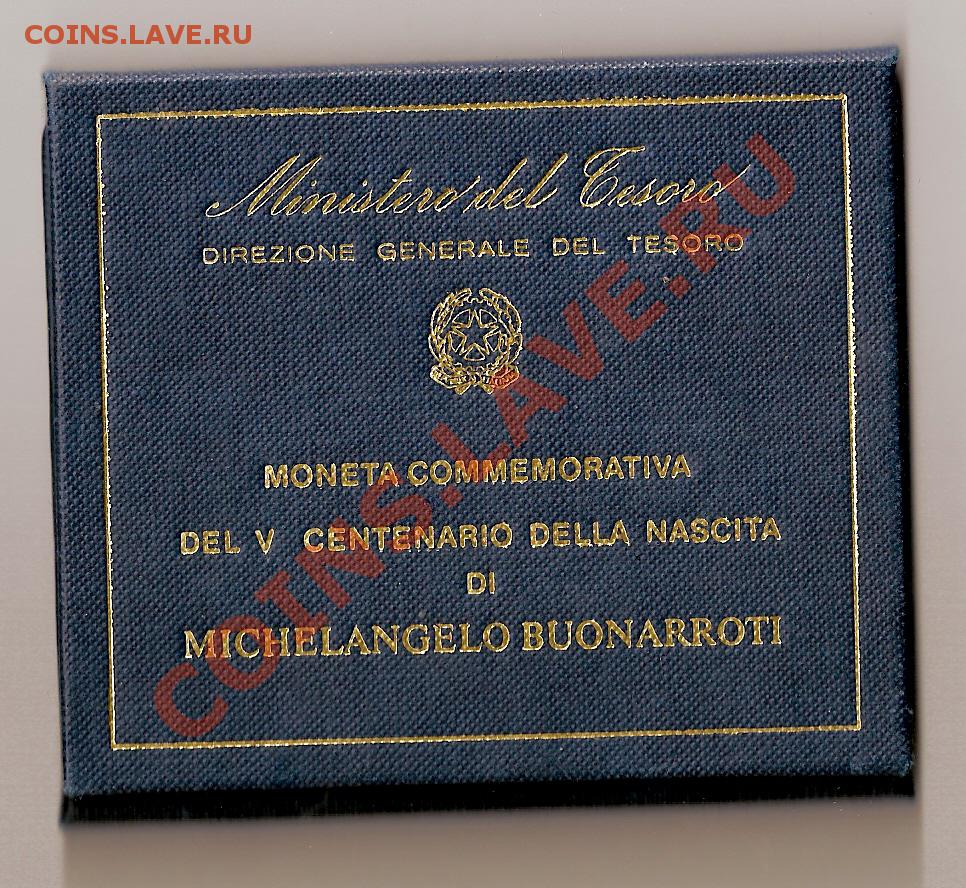 COINS.LAVE.RU
Ministero del Tesoro
DIREZIONE GENERALE DEL TESORO
MONETA COMMEMORATIVA
DEL V CENTENARIO DELLA NASCITA
DI
MICHELANGELO BUONARROTI
COINS.LAVE.RU